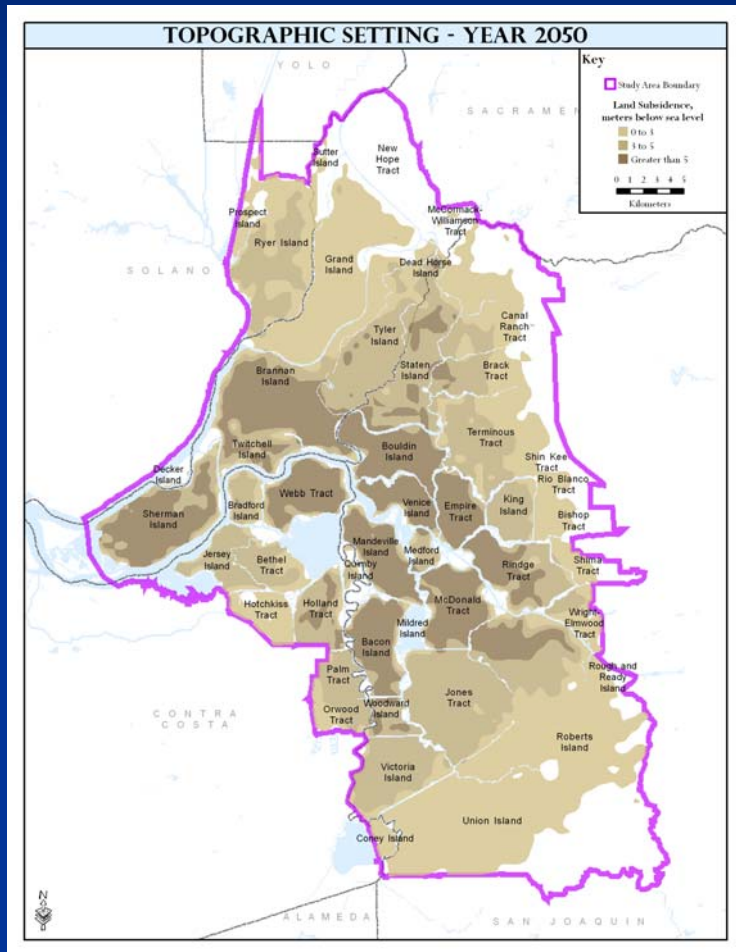 TOPOGRAPHIC SETTING - YEAR 2050
Key
Study Area Boundary
Land Subsidence,
meters below sea level
0 to 3
3 to 5
Greater than 5
0 1 2 3 4 5
Kilometers
YOLO
SACRAMEN
Sutter
Island
New
Hope
Tract
McCormack-
Williamson
Tract
Prospect
Island
Ryer Island
Grand
Island
Dead Horse
Island
SOLANO
Canal
Ranch
Tract
Tyler
Island
Staten
Island
Brack
Tract
Brannan
Island
Terminous
Tract
Twitchell
Island
Bouldin
Island
Shin Kee
Tract
Rio Blanco
Tract
Decker
Island
Webb Tract
Venice
Island
Empire
Tract
King
Island
Bishop
Tract
Sherman
Island
Bradford
Island
Mandeville
Island
Quimby
Island
Medford
Island
Rindge
Tract
Shima
Tract
Jersey
Island
Bethel
Tract
Hotchkiss
Tract
Holland
Tract
McDonald
Tract
Wright-
Elmwood
Tract
Mildred
Island
Bacon
Island
Rough and
Ready
Island
Palm
Tract
Orwood
Tract
Woodward
Island
Jones
Tract
CONTRA
COSTA
Roberts
Island
Victoria
Island
Union Island
Coney Island
N
ALAMEDA
SAN JOAQUIN